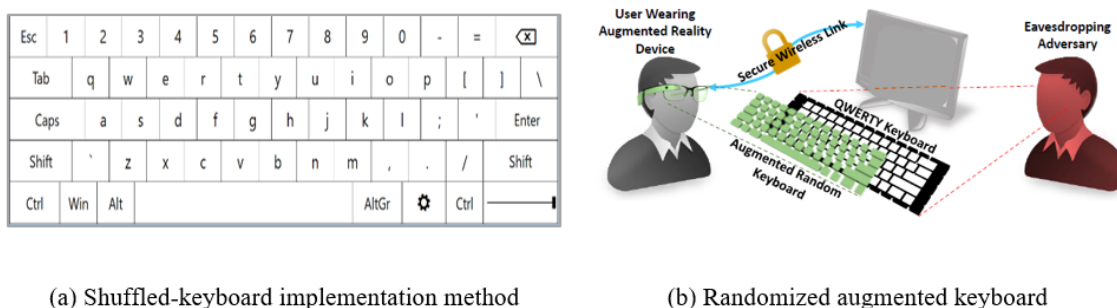 Esc 1 2 3 4 5 6 7 8 9 0 - =
Tab q w e r t y u i o p [ ] \
Caps a s d f g h j k l ; ' Enter
Shift ` z x c v b n m , . / Shift
Ctrl Win Alt AltGr Ctrl
User Wearing
Augmented Reality
Device
Secure Wireless Link
Eavesdropping
Adversary
QWERTY Keyboard
Augmented Random
Keyboard
(a) Shuffled-keyboard implementation method
(b) Randomized augmented keyboard